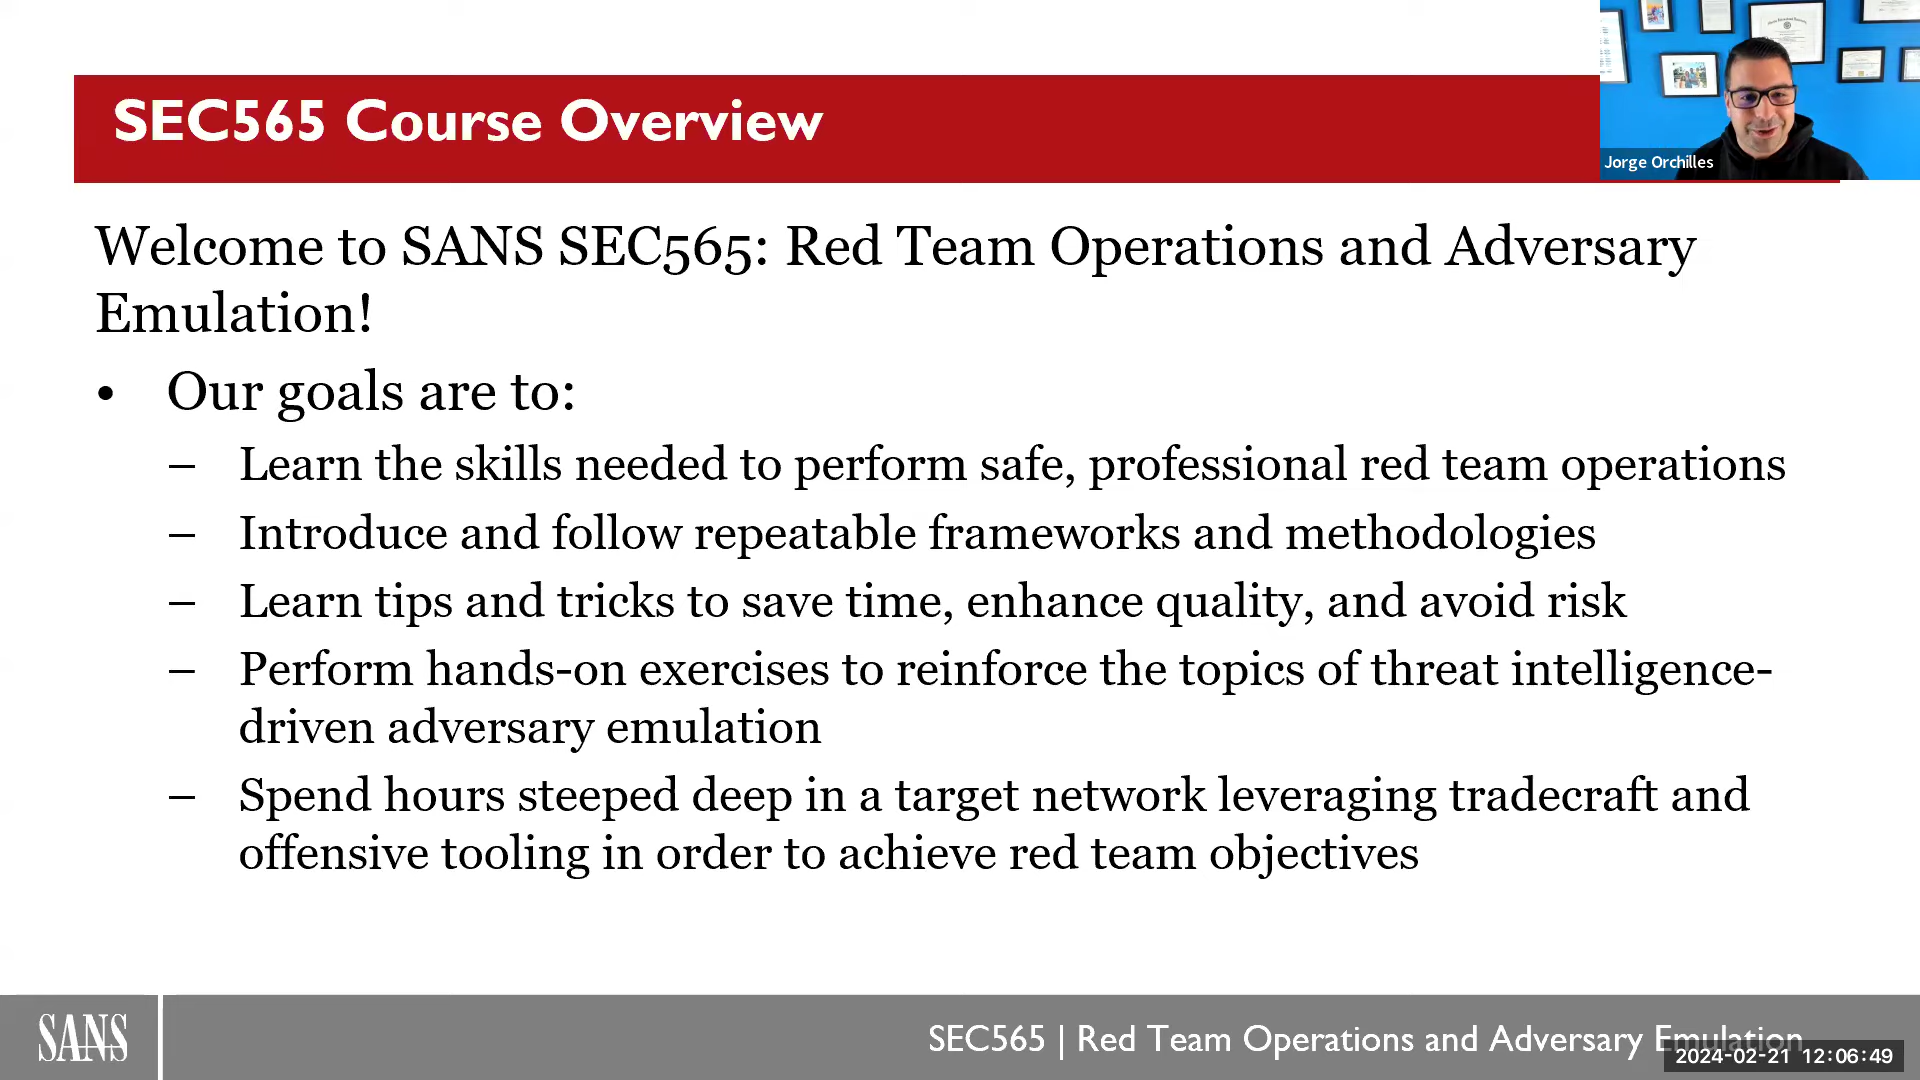 SEC565 Course Overview
Jorge Orchilles
Welcome to SANS SEC565: Red Team Operations and Adversary
Emulation!
• Our goals are to:
– Learn the skills needed to perform safe, professional red team operations
– Introduce and follow repeatable frameworks and methodologies
– Learn tips and tricks to save time, enhance quality, and avoid risk
– Perform hands-on exercises to reinforce the topics of threat intelligence-
driven adversary emulation
– Spend hours steeped deep in a target network leveraging tradecraft and
offensive tooling in order to achieve red team objectives
SANS
SEC565 | Red Team Operations and Adversary Emulation
2024-02-21 12:06:49